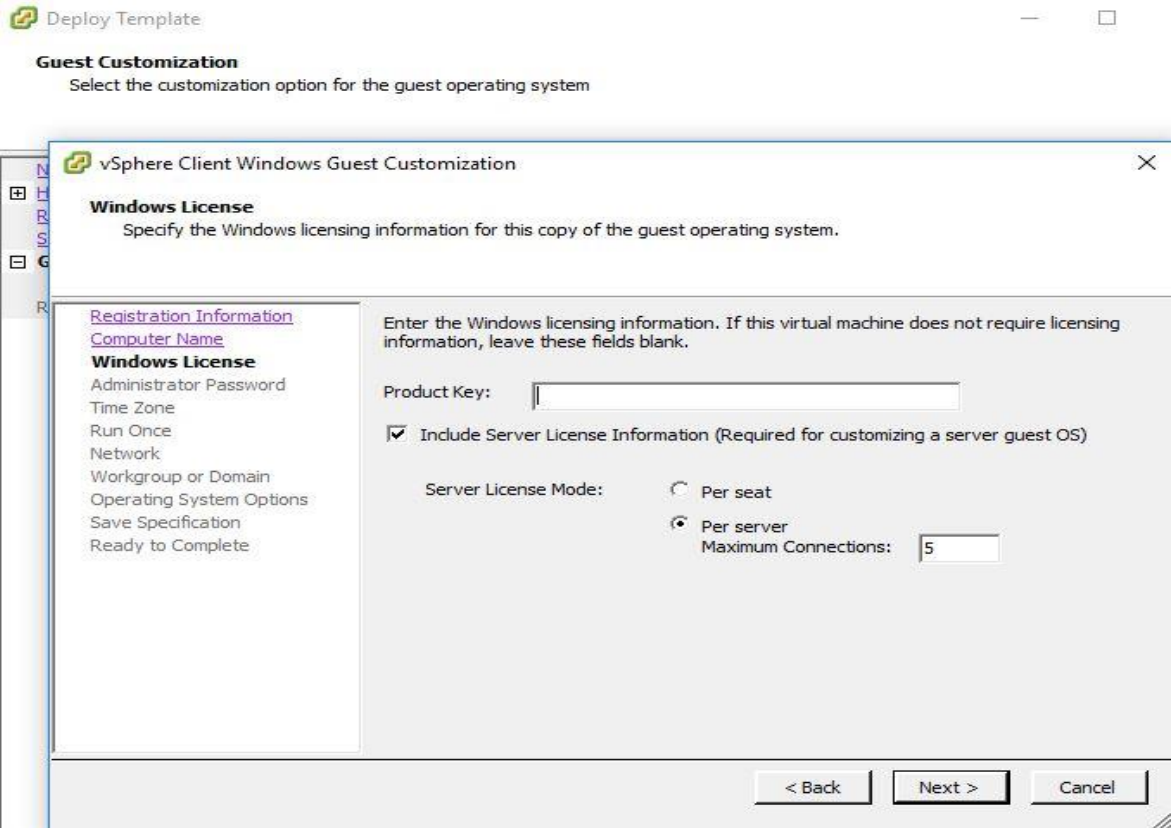 Deploy Template
Guest Customization
Select the customization option for the guest operating system
vSphere Client Windows Guest Customization
Windows License
Specify the Windows licensing information for this copy of the guest operating system.
N
H
R
S
G
R
Registration Information
Computer Name
Windows License
Administrator Password
Time Zone
Run Once
Network
Workgroup or Domain
Operating System Options
Save Specification
Ready to Complete
Enter the Windows licensing information. If this virtual machine does not require licensing
information, leave these fields blank.
Product Key:
Include Server License Information (Required for customizing a server guest OS)
Server License Mode:
Per seat
Per server
Maximum Connections: 5
< Back Next > Cancel